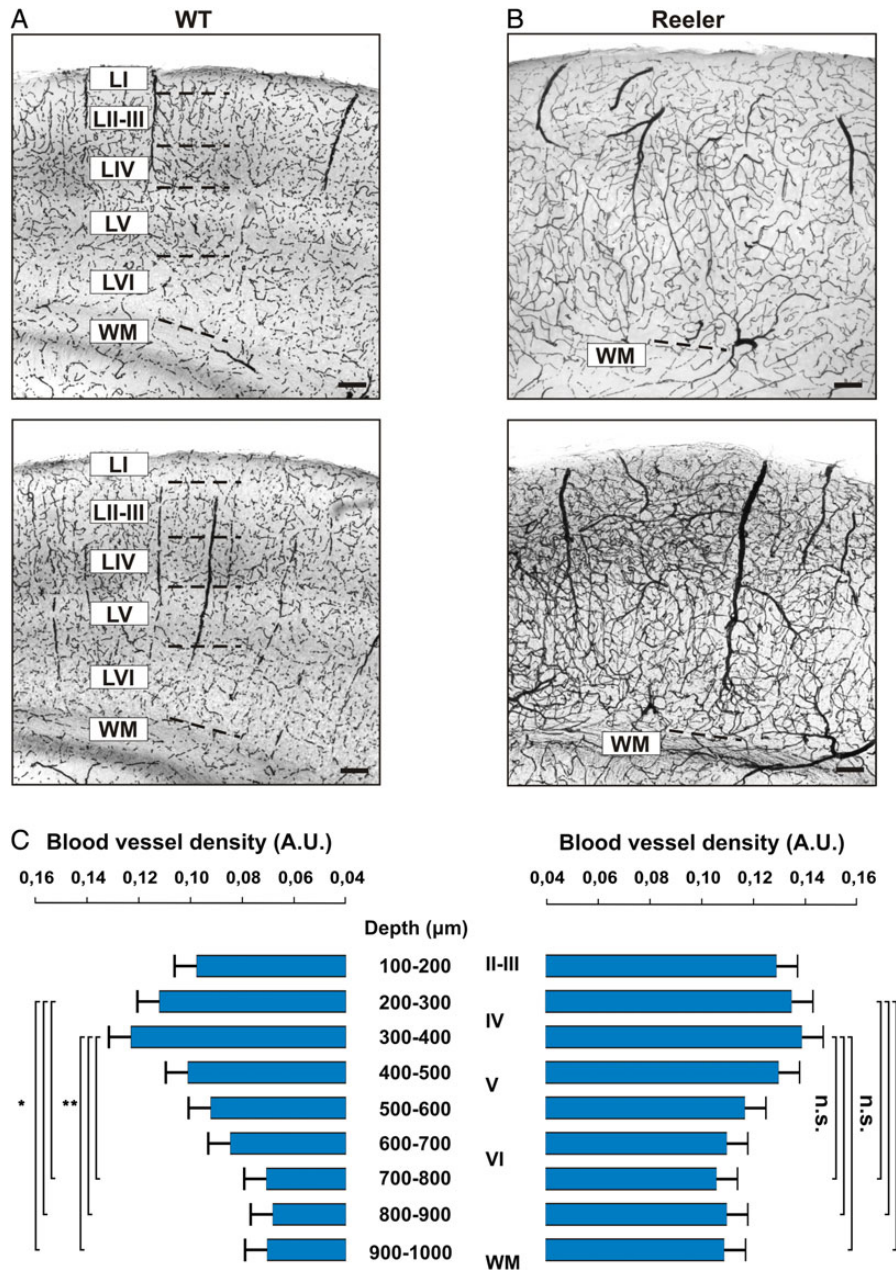 A
WT
B
Reeler
LI
LII-III
LIV
LV
LVI
WM
WM
LI
LII-III
LIV
LV
LVI
WM
WM
C
Blood vessel density (A.U.)
Blood vessel density (A.U.)
0,16 0,14 0,12 0,10 0,08 0,06 0,04
0,04 0,06 0,08 0,10 0,12 0,14 0,16
Depth (µm)
100-200 II-III
200-300
IV
300-400
400-500
V
500-600
600-700
VI
700-800
800-900
900-1000
WM
*
**
n.s.
n.s.